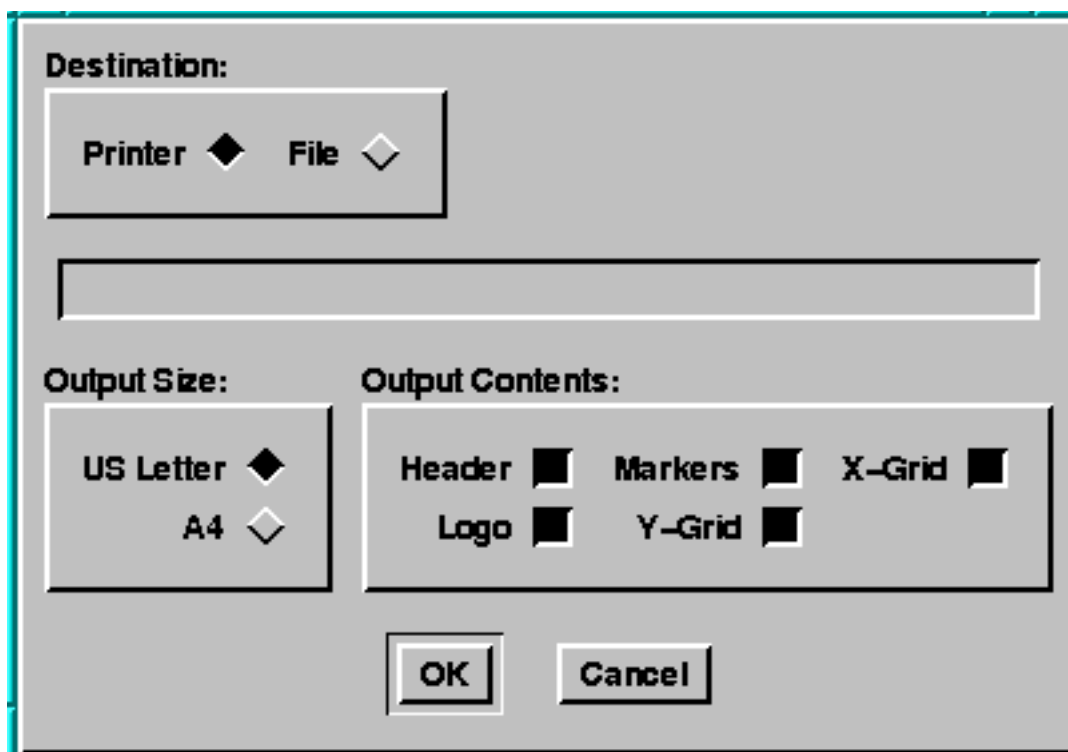 Destination:
Printer File
Output Size:
Output Contents:
US Letter
A4
Header Markers X-Grid
Logo Y-Grid
OK Cancel